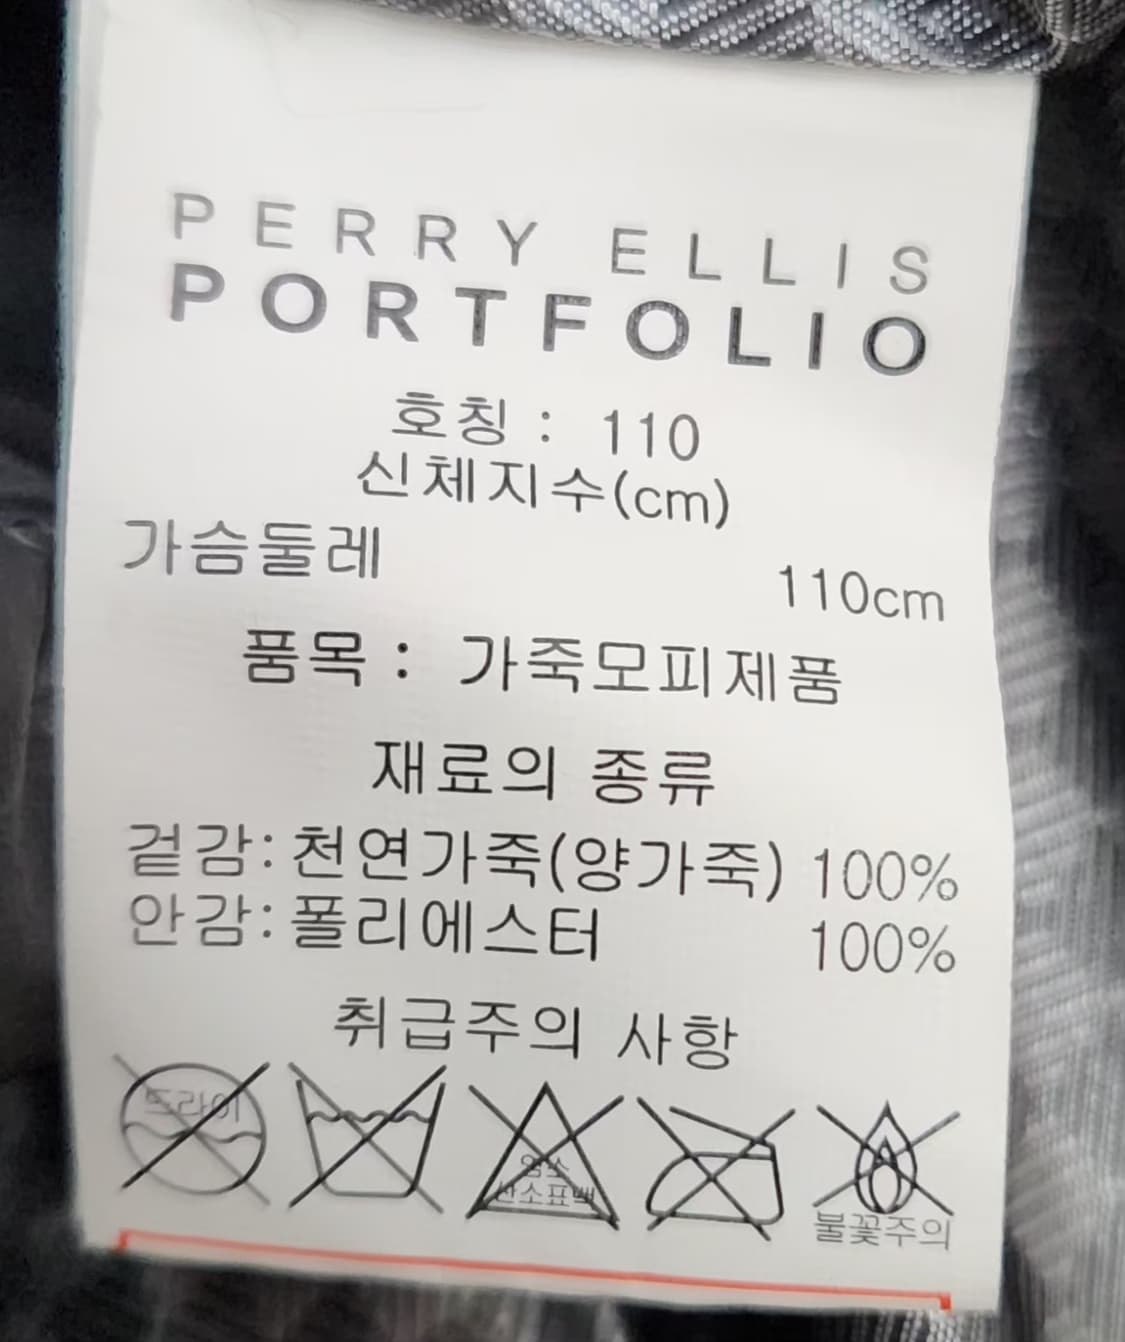 PERRY ELLIS
PORTFOLIO
호칭 : 110
신체지수(cm)
가슴둘레 110cm
품목 : 가죽모피제품
재료의 종류
겉감: 천연가죽(양가죽) 100%
안감: 폴리에스터 100%
취급주의 사항
드라이
염소
산소표백
불꽃주의